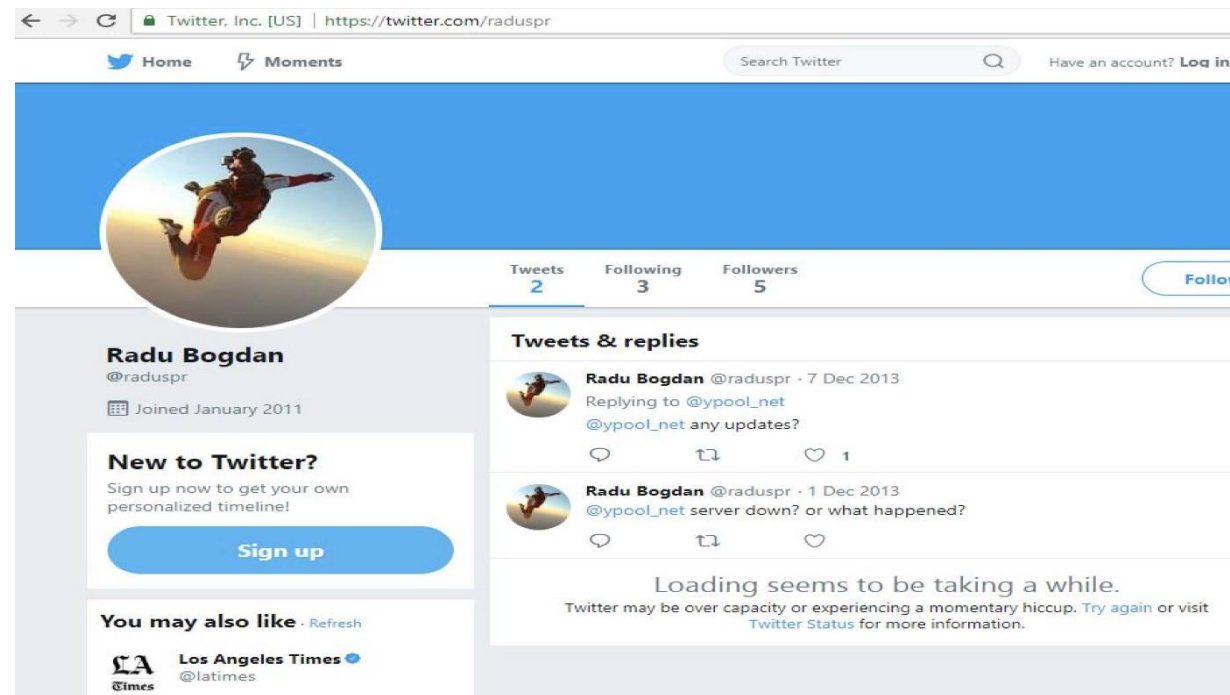 Twitter, Inc. [US] | https://twitter.com/raduspr
Home Moments Search Twitter Have an account? Log in
Tweets Following Followers
2 3 5
Follow
Radu Bogdan
@raduspr
Joined January 2011
New to Twitter?
Sign up now to get your own
personalized timeline!
Sign up
You may also like · Refresh
LA
Times
Los Angeles Times
@latimes
Tweets & replies
Radu Bogdan @raduspr · 7 Dec 2013
Replying to @ypool_net
@ypool_net any updates?
1
Radu Bogdan @raduspr · 1 Dec 2013
@ypool_net server down? or what happened?
Loading seems to be taking a while.
Twitter may be over capacity or experiencing a momentary hiccup. Try again or visit
Twitter Status for more information.